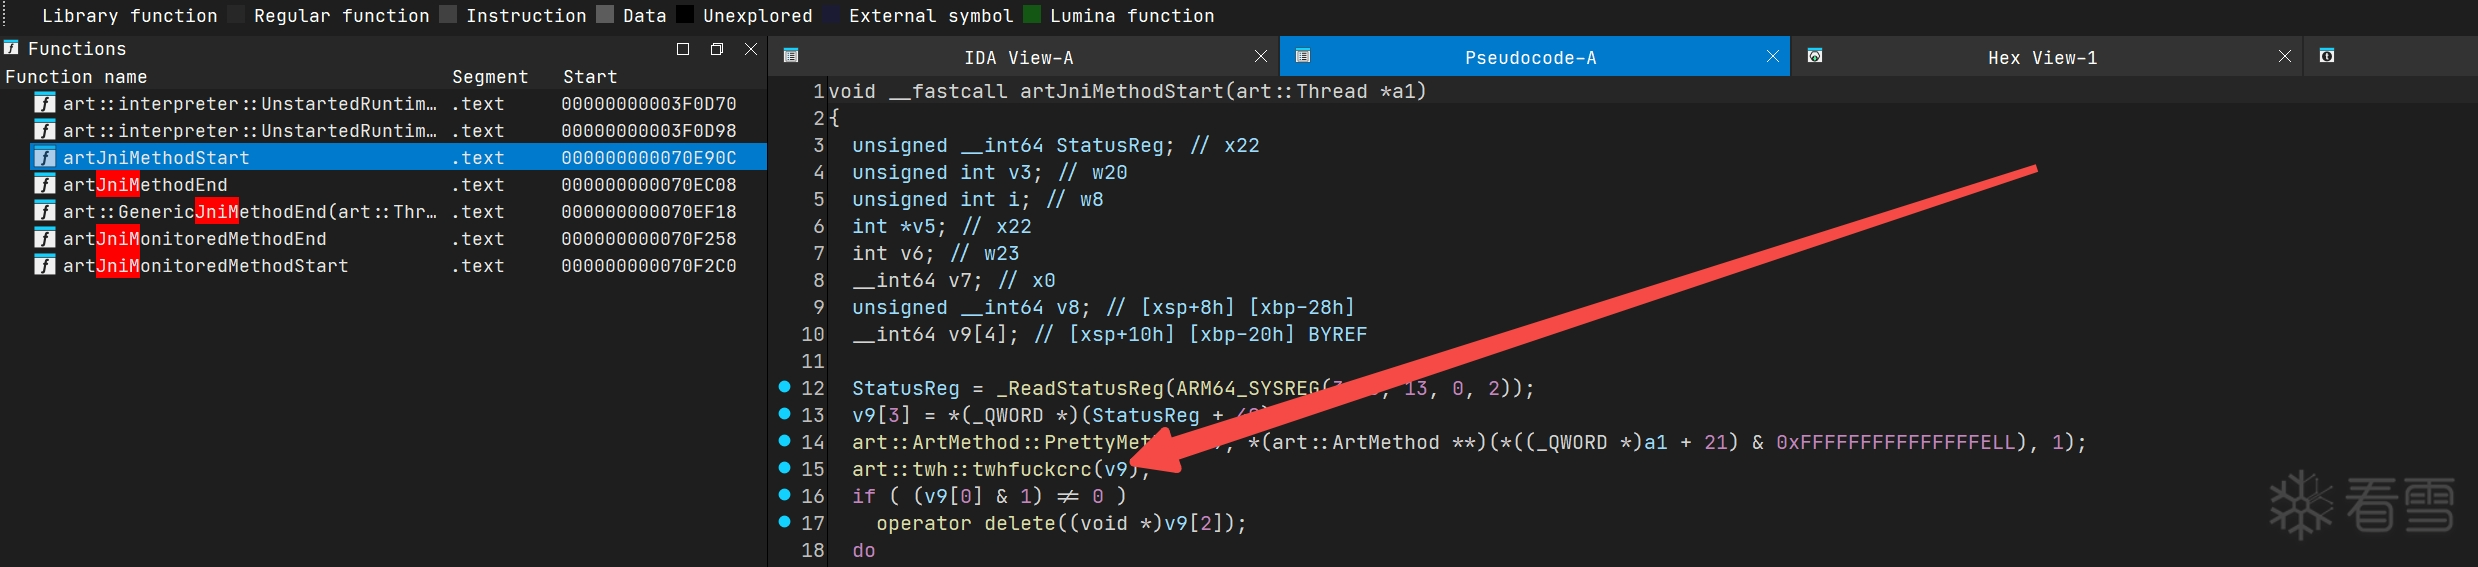 Library function Regular function Instruction Data Unexplored External symbol Lumina function
Functions
Function name Segment Start
art::interpreter::UnstartedRuntim… .text 00000000003F0D70
art::interpreter::UnstartedRuntim… .text 00000000003F0D98
artJniMethodStart .text 000000000070E90C
artJniMethodEnd .text 000000000070EC08
art::GenericJniMethodEnd(art::Thr… .text 000000000070EF18
artJniMonitoredMethodEnd .text 000000000070F258
artJniMonitoredMethodStart .text 000000000070F2C0
IDA View-A Pseudocode-A Hex View-1
1 void __fastcall artJniMethodStart(art::Thread *a1)
2 {
3 unsigned __int64 StatusReg; // x22
4 unsigned int v3; // w20
5 unsigned int i; // w8
6 int *v5; // x22
7 int v6; // w23
8 __int64 v7; // x0
9 unsigned __int64 v8; // [xsp+8h] [xbp-28h]
10 __int64 v9[4]; // [xsp+10h] [xbp-20h] BYREF
11
12 StatusReg = _ReadStatusReg(ARM64_SYSREG( 13, 0, 2));
13 v9[3] = *(_QWORD *)(StatusReg +
14 art::ArtMethod::PrettyMet *(art::ArtMethod **)(*((_QWORD *)a1 + 21) & 0xFFFFFFFFFFFFFFFELL), 1);
15 art::twh::twhfuckcrc(v9);
16 if ( (v9[0] & 1) != 0 )
17 operator delete((void *)v9[2]);
18 do
看雪